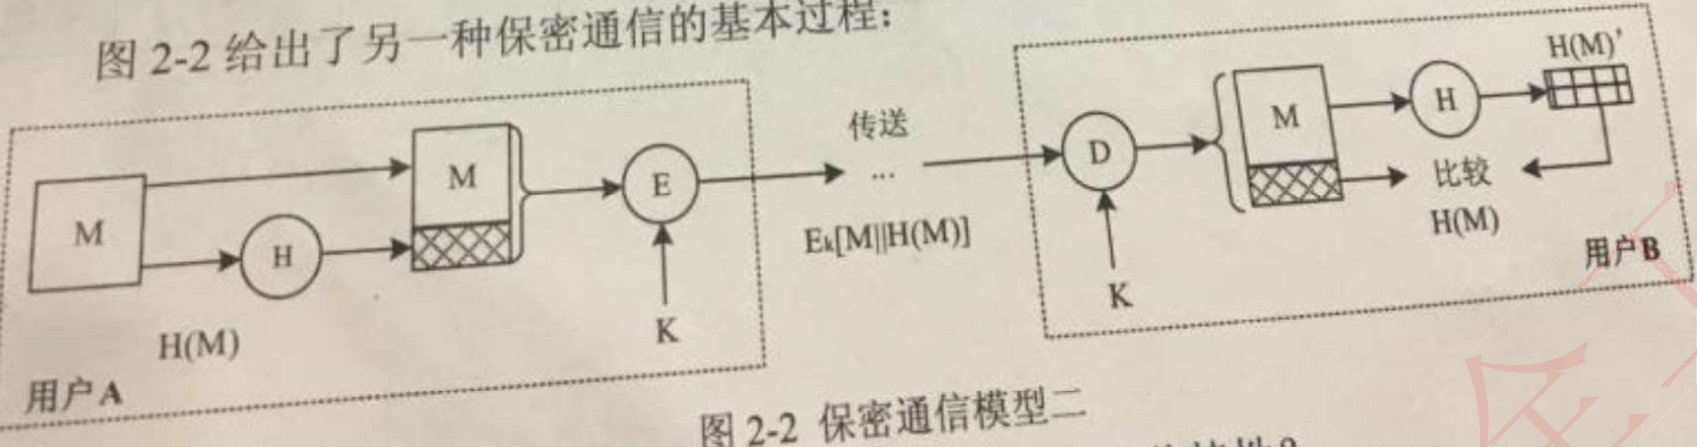 图 2-2 给出了另一种保密通信的基本过程：
H(M)'
M
H
传送
D
M
E
...
比较
M
H
Eₖ[M||H(M)]
H(M)
用户B
K
K
H(M)
用户A
图 2-2 保密通信模型二